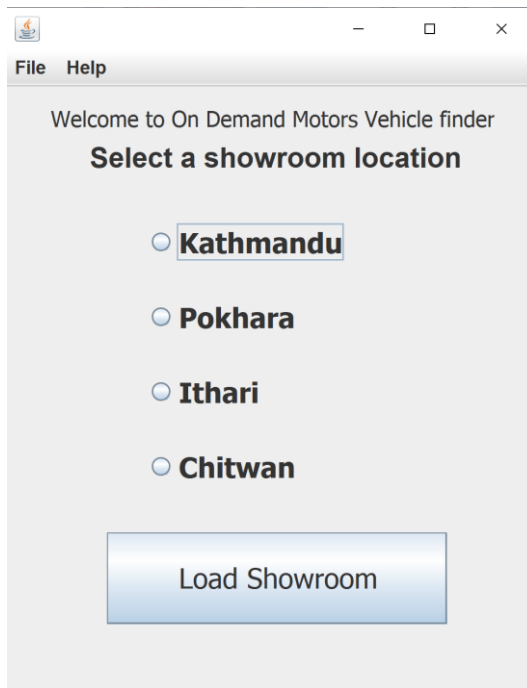 File Help
Welcome to On Demand Motors Vehicle finder
Select a showroom location
Kathmandu
Pokhara
Ithari
Chitwan
Load Showroom